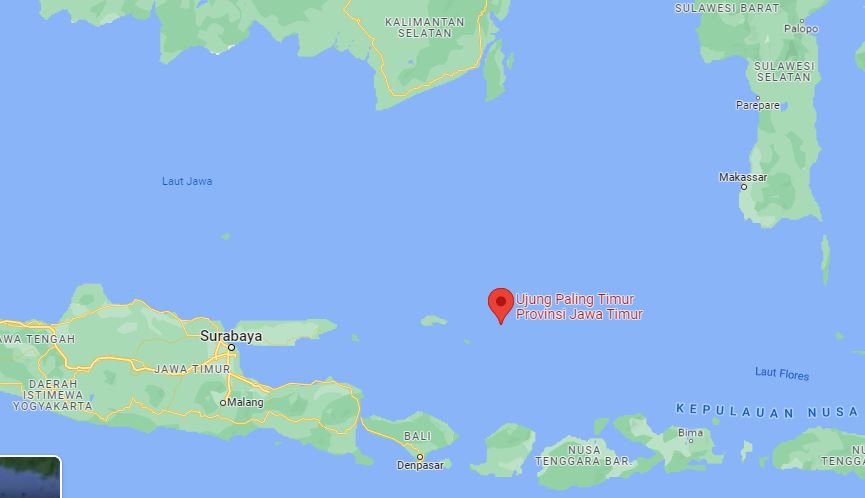 KALIMANTAN
SELATAN
SULAWESI BARAT
Palopo
SULAWESI
SELATAN
Parepare
Makassar
Laut Jawa
Ujung Paling Timur
Provinsi Jawa Timur
Surabaya
AWA TENGAH
JAWA TIMUR
DAERAH
ISTIMEWA
YOGYAKARTA
Malang
Laut Flores
KEPULAUAN NUSA
BALI
Denpasar
Bima
NUSA
TENGGARA BAR.
NU
TENGGA